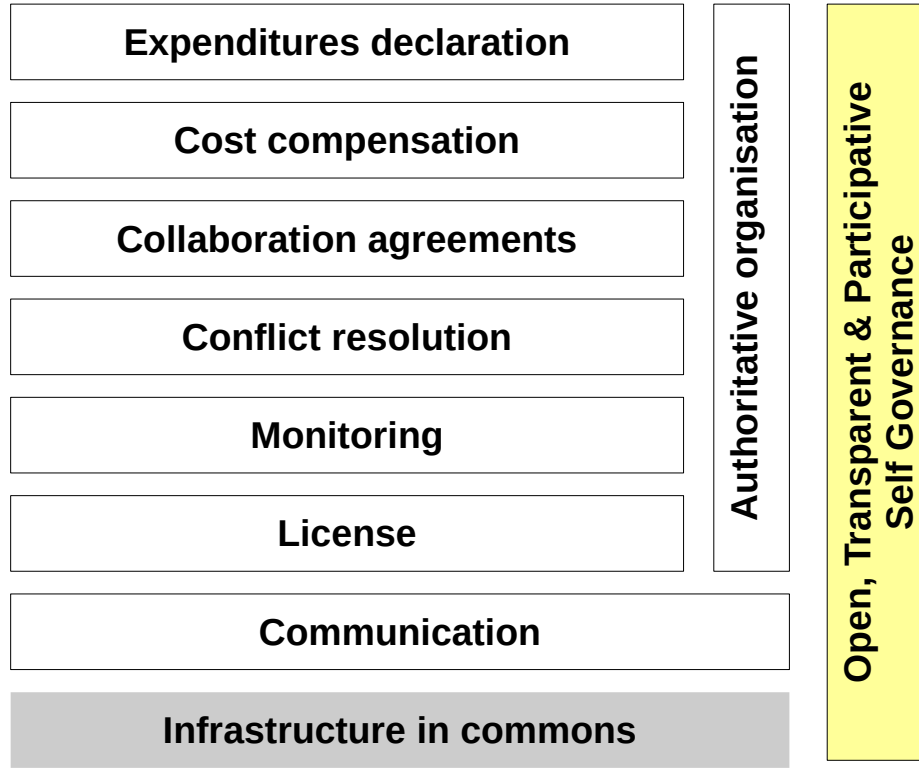 Expenditures declaration
Cost compensation
Collaboration agreements
Conflict resolution
Monitoring
License
Communication
Infrastructure in commons
Authoritative organisation
Open, Transparent & Participative
Self Governance